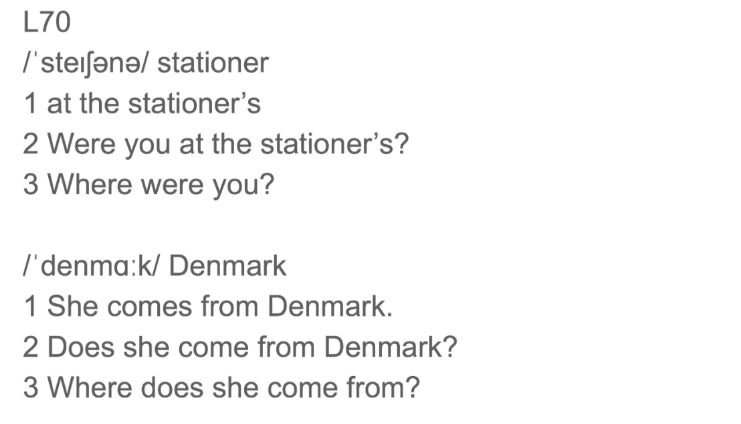 L70
/ˈsteɪʃənə/ stationer
1 at the stationer’s
2 Were you at the stationer’s?
3 Where were you?
/ˈdenmɑːk/ Denmark
1 She comes from Denmark.
2 Does she come from Denmark?
3 Where does she come from?